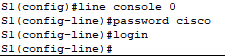 S1(config)#line console 0
S1(config-line)#password cisco
S1(config-line)#login
S1(config-line)#